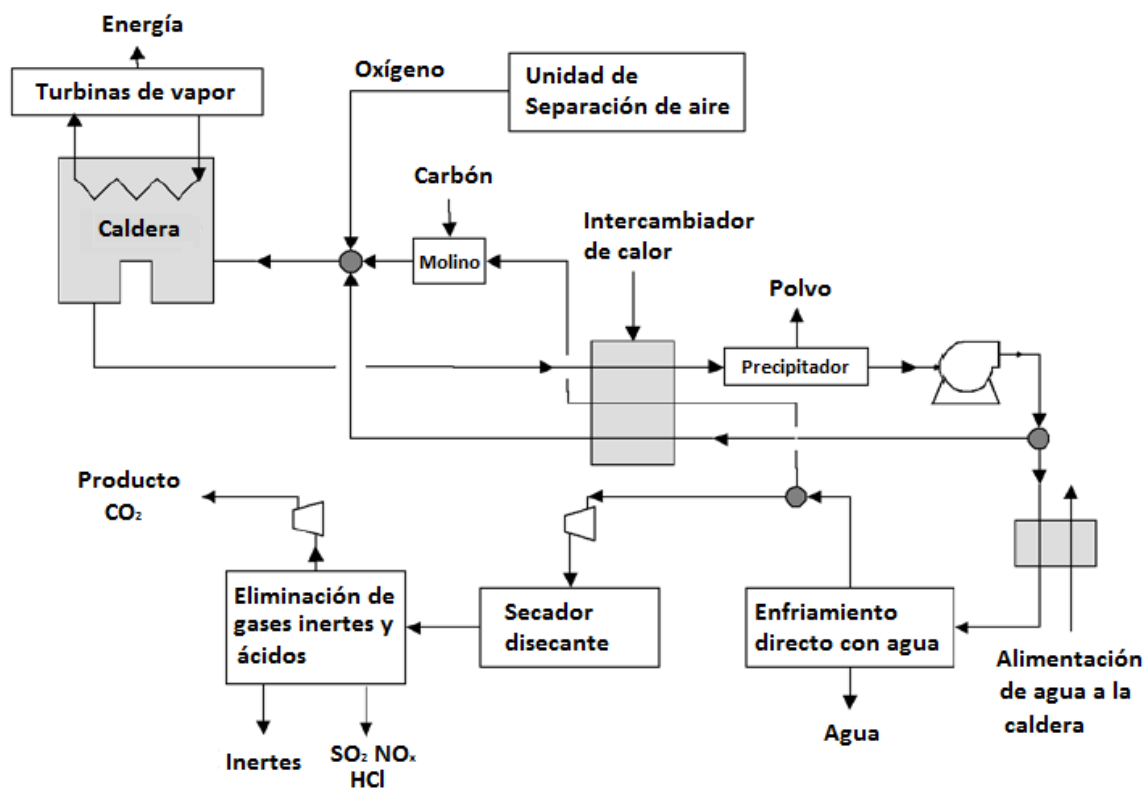 Energía
Turbinas de vapor
Oxígeno
Unidad de
Separación de aire
Caldera
Carbón
Molino
Intercambiador
de calor
Polvo
Precipitador
Producto
CO₂
Eliminación de
gases inertes y
ácidos
Secador
disecante
Enfriamiento
directo con agua
Alimentación
de agua a la
caldera
Inertes
SO₂ NOₓ
HCl
Agua